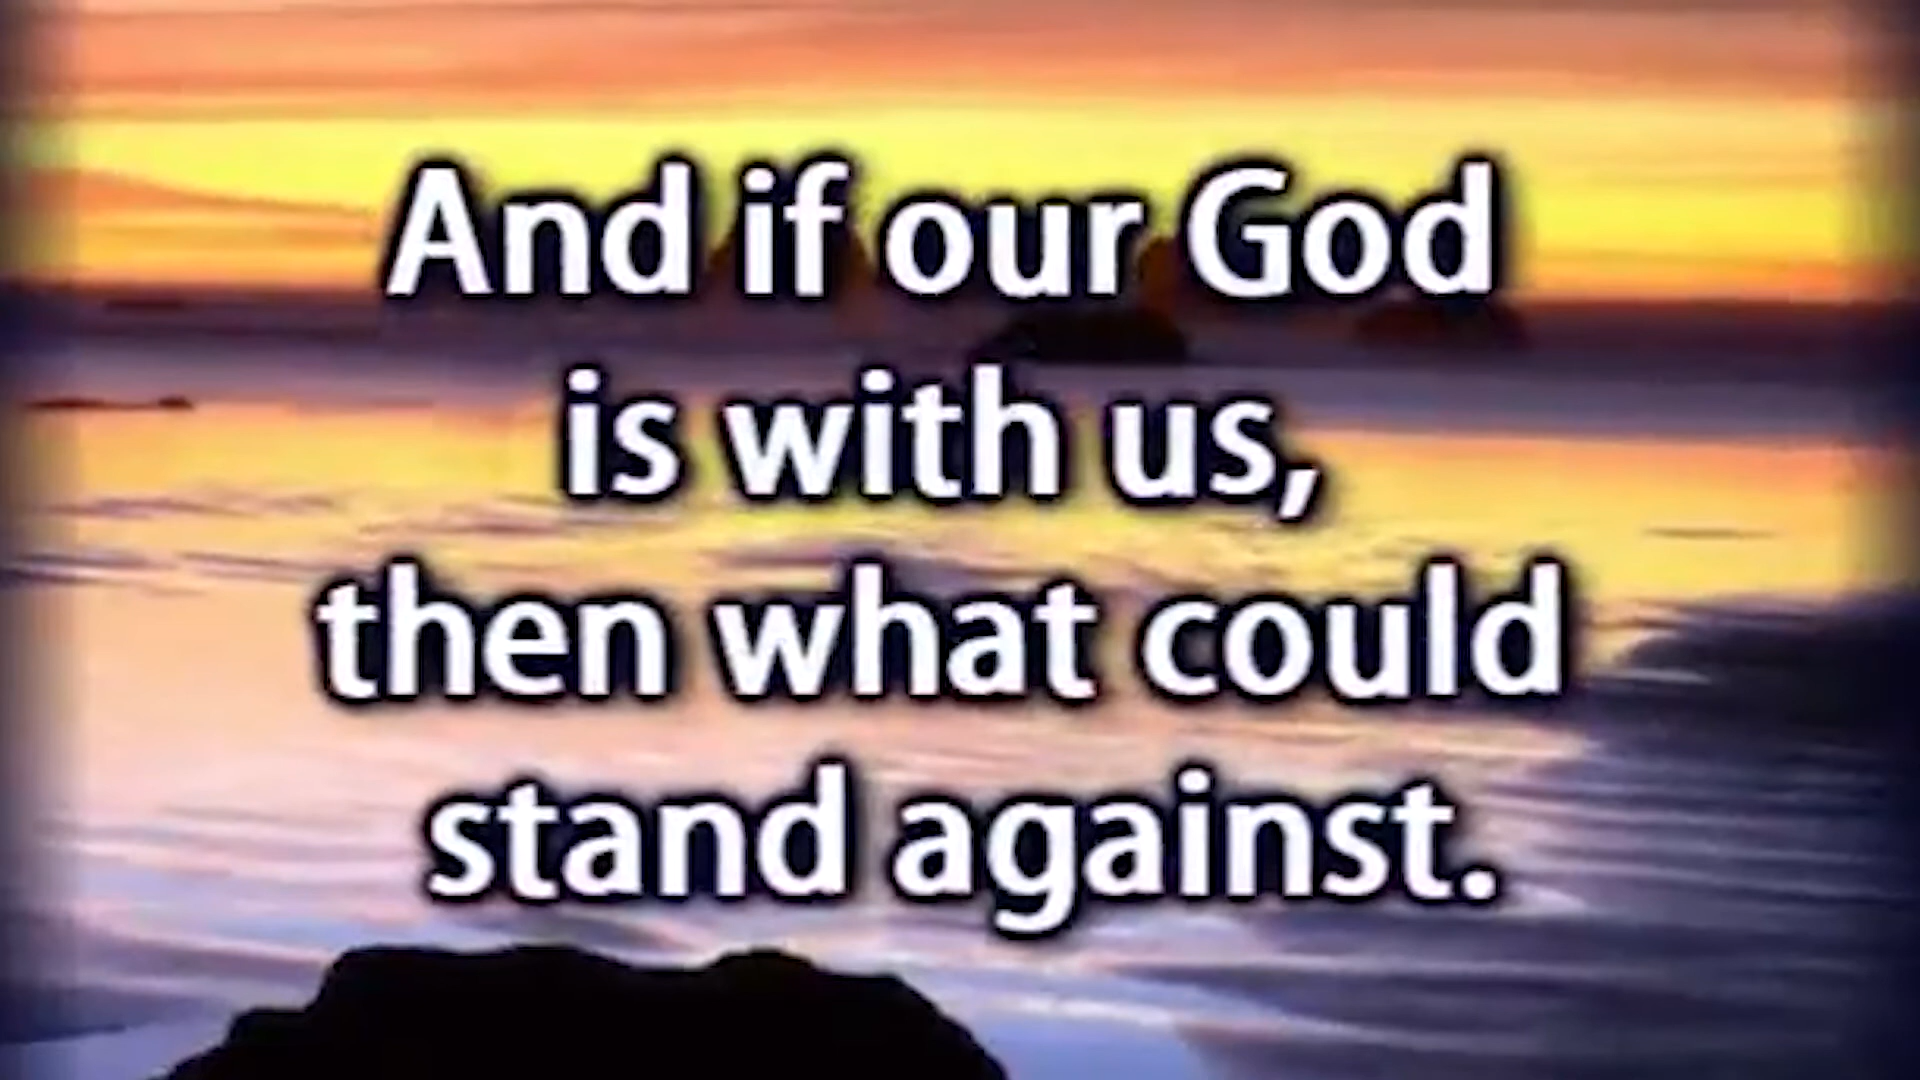 And if our God
is with us,
then what could
stand against.